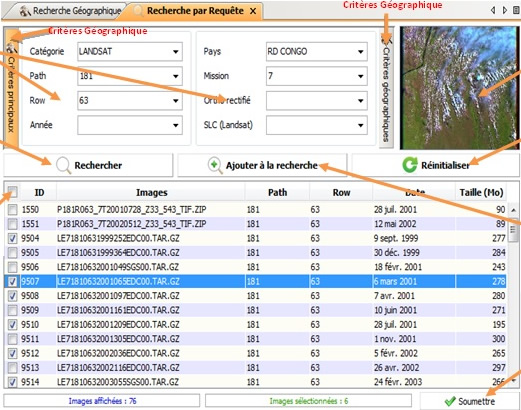 Recherche Géographique Recherche par Requête
Critères Géographique
Critères Géographique
Critères principaux
Catégorie LANDSAT Pays RD CONGO
Path 181 Mission 7
Row 63 Ortho rectifié
Année SLC (Landsat)
Critères géographiques
Rechercher Ajouter à la recherche Réinitialiser
ID Images Path Row Date Taille (Mo)
1550 P181R063_7T20010728_Z33_543_TIF.ZIP 181 63 28 juil. 2001 90
1551 P181R063_7T20020512_Z33_543_TIF.ZIP 181 63 12 mai 2002 89
9504 LE71810631999252EDC00.TAR.GZ 181 63 9 sept. 1999 277
9505 LE71810631999364EDC00.TAR.GZ 181 63 30 déc. 1999 284
9506 LE71810632001049SGS00.TAR.GZ 181 63 18 févr. 2001 243
9507 LE71810632001065EDC00.TAR.GZ 181 63 6 mars 2001 278
9508 LE71810632001097EDC00.TAR.GZ 181 63 7 avr. 2001 280
9509 LE71810632001161EDC00.TAR.GZ 181 63 10 juin 2001 271
9510 LE71810632001209EDC00.TAR.GZ 181 63 28 juil. 2001 195
9511 LE71810632001305EDC00.TAR.GZ 181 63 1 nov. 2001 300
9512 LE71810632002036EDC00.TAR.GZ 181 63 5 févr. 2002 265
9513 LE71810632002116EDC00.TAR.GZ 181 63 26 avr. 2002 297
9514 LE71810632003055SGS00.TAR.GZ 181 63 24 févr. 2003 266
Images affichées : 76 Images sélectionnées : 6 Soumettre